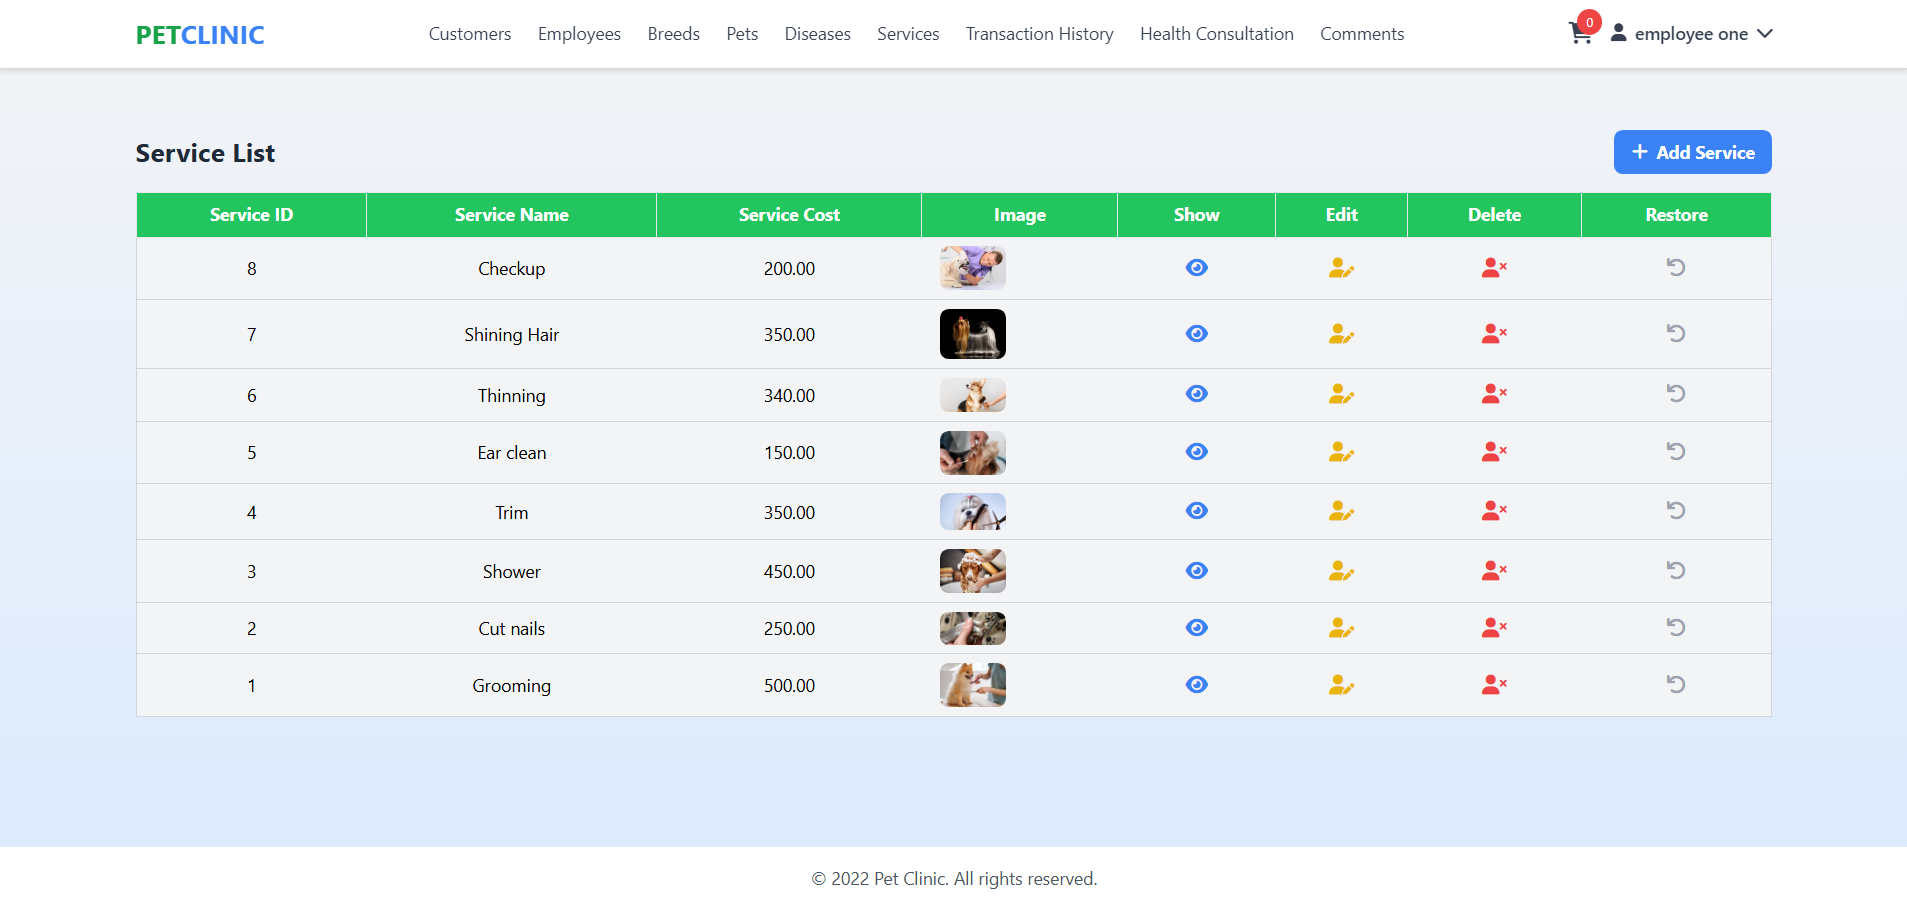 PETCLINIC Customers Employees Breeds Pets Diseases Services Transaction History Health Consultation Comments 0 employee one
Service List
+ Add Service
Service ID Service Name Service Cost Image Show Edit Delete Restore
8 Checkup 200.00
7 Shining Hair 350.00
6 Thinning 340.00
5 Ear clean 150.00
4 Trim 350.00
3 Shower 450.00
2 Cut nails 250.00
1 Grooming 500.00
© 2022 Pet Clinic. All rights reserved.